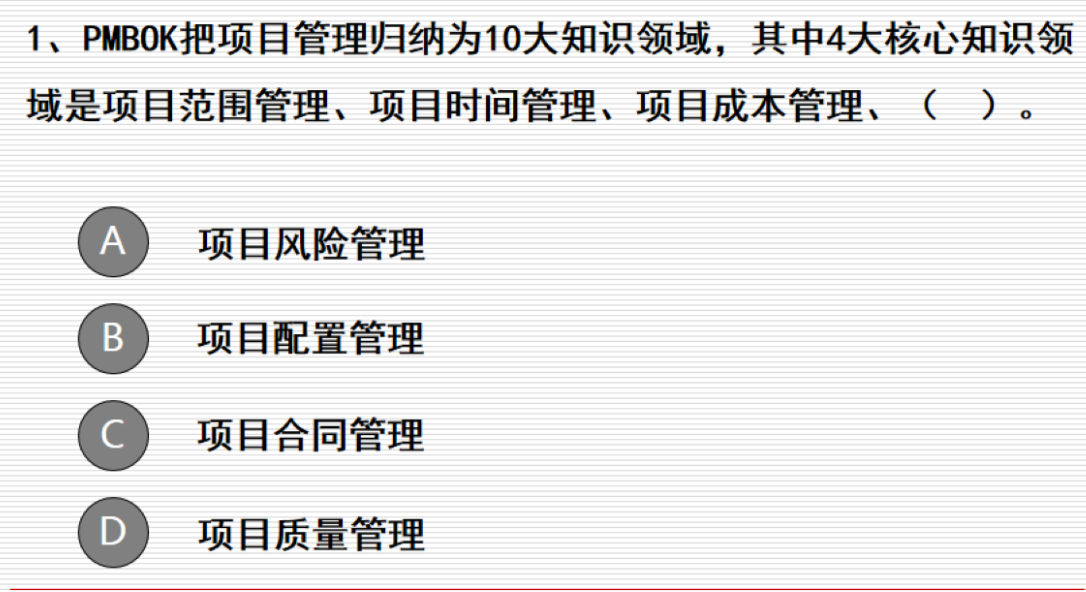 1、PMBOK把项目管理归纳为10大知识领域，其中4大核心知识领
域是项目范围管理、项目时间管理、项目成本管理、（ ）。
A 项目风险管理
B 项目配置管理
C 项目合同管理
D 项目质量管理